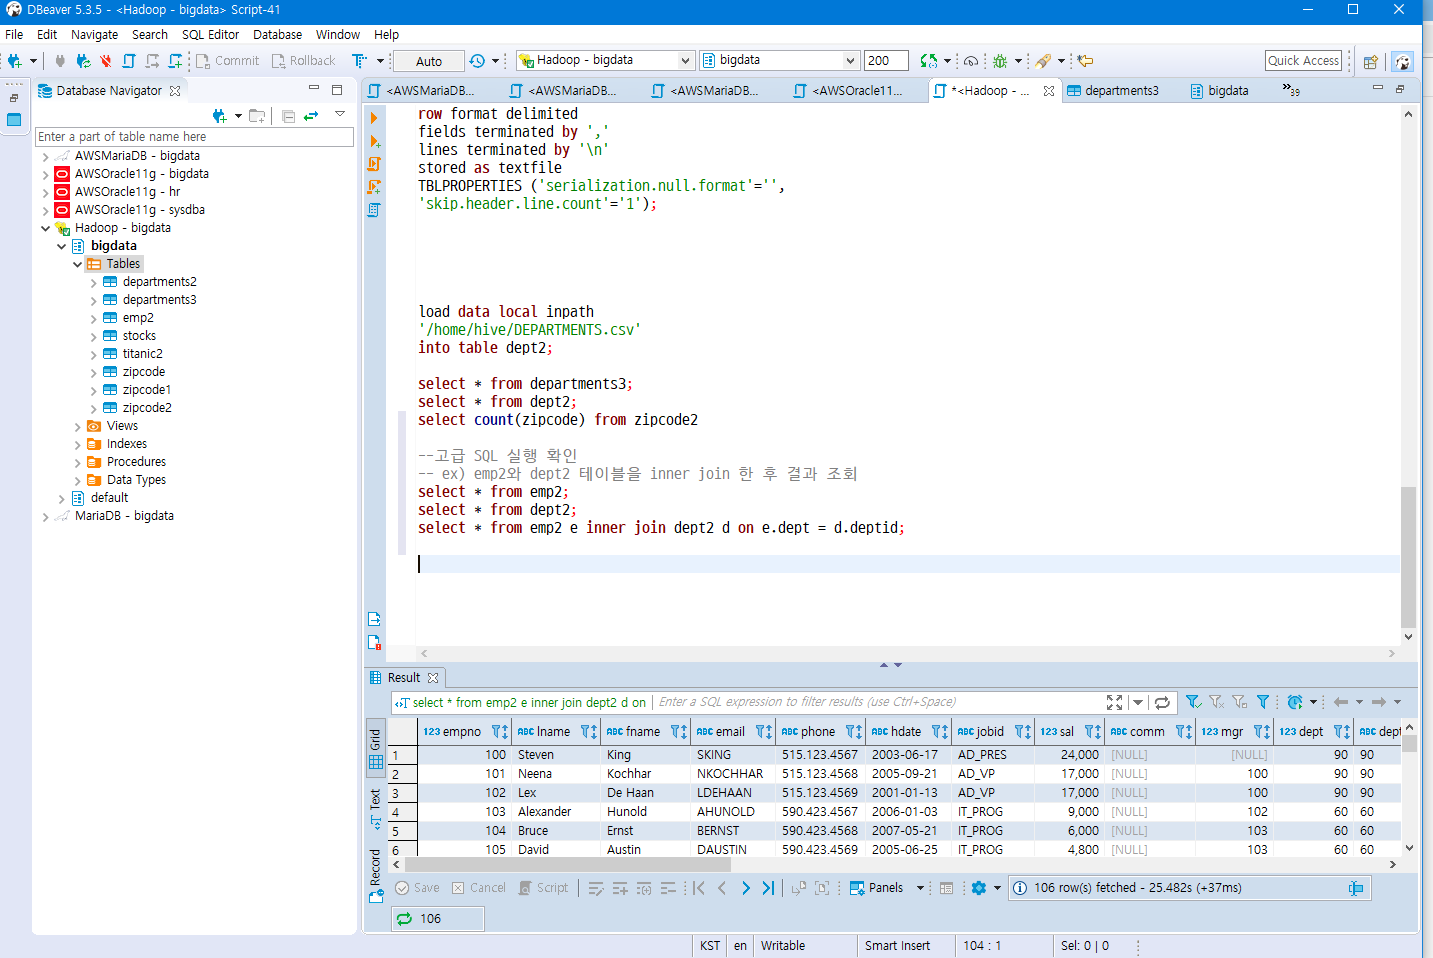 DBeaver 5.3.5 - <Hadoop - bigdata> Script-41
File Edit Navigate Search SQL Editor Database Window Help
Commit Rollback Auto Hadoop - bigdata bigdata 200 Quick Access
Database Navigator
Enter a part of table name here
AWSMariaDB - bigdata
AWSOracle11g - bigdata
AWSOracle11g - hr
AWSOracle11g - sysdba
Hadoop - bigdata
bigdata
Tables
departments2
departments3
emp2
stocks
titanic2
zipcode
zipcode1
zipcode2
Views
Indexes
Procedures
Data Types
default
MariaDB - bigdata
<AWSMariaDB... <AWSMariaDB... <AWSMariaDB... <AWSOracle11... *<Hadoop - ... departments3 bigdata »39
row format delimited
fields terminated by ','
lines terminated by '\n'
stored as textfile
TBLPROPERTIES ('serialization.null.format'='',
'skip.header.line.count'='1');
load data local inpath
'/home/hive/DEPARTMENTS.csv'
into table dept2;
select * from departments3;
select * from dept2;
select count(zipcode) from zipcode2
--고급 SQL 실행 확인
-- ex) emp2와 dept2 테이블을 inner join 한 후 결과 조회
select * from emp2;
select * from dept2;
select * from emp2 e inner join dept2 d on e.dept = d.deptid;
Result
select * from emp2 e inner join dept2 d on Enter a SQL expression to filter results (use Ctrl+Space)
Grid
Text
Record
123 empno ABC lname ABC fname ABC email ABC phone ABC hdate ABC jobid 123 sal ABC comm 123 mgr 123 dept ABC dept
1 100 Steven King SKING 515.123.4567 2003-06-17 AD_PRES 24,000 [NULL] [NULL] 90 90
2 101 Neena Kochhar NKOCHHAR 515.123.4568 2005-09-21 AD_VP 17,000 [NULL] 100 90 90
3 102 Lex De Haan LDEHAAN 515.123.4569 2001-01-13 AD_VP 17,000 [NULL] 100 90 90
4 103 Alexander Hunold AHUNOLD 590.423.4567 2006-01-03 IT_PROG 9,000 [NULL] 102 60 60
5 104 Bruce Ernst BERNST 590.423.4568 2007-05-21 IT_PROG 6,000 [NULL] 103 60 60
6 105 David Austin DAUSTIN 590.423.4569 2005-06-25 IT_PROG 4,800 [NULL] 103 60 60
Save Cancel Script Panels 106 row(s) fetched - 25.482s (+37ms)
106
KST en Writable Smart Insert 104 : 1 Sel: 0 | 0